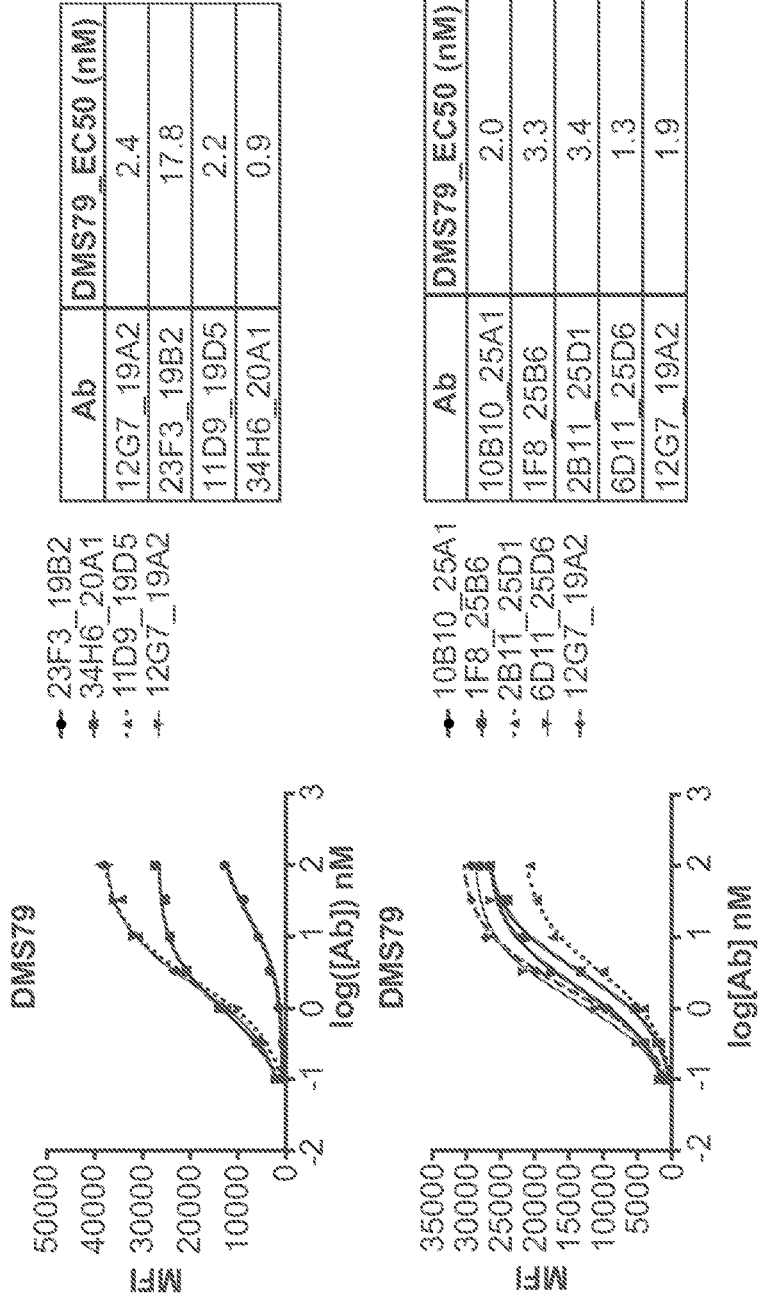 DMS79
MFI
50000
40000
30000
20000
10000
0
-2 -1 0 1 2 3
log([Ab]) nM
23F3_19B2
34H6_20A1
11D9_19D5
12G7_19A2
Ab DMS79_EC50 (nM)
12G7_19A2 2.4
23F3_19B2 17.8
11D9_19D5 2.2
34H6_20A1 0.9
DMS79
MFI
35000
30000
25000
20000
15000
10000
5000
0
-2 -1 0 1 2 3
log[Ab] nM
10B10_25A1
1F8_25B6
2B11_25D1
6D11_25D6
12G7_19A2
Ab DMS79_EC50 (nM)
10B10_25A1 2.0
1F8_25B6 3.3
2B11_25D1 3.4
6D11_25D6 1.3
12G7_19A2 1.9